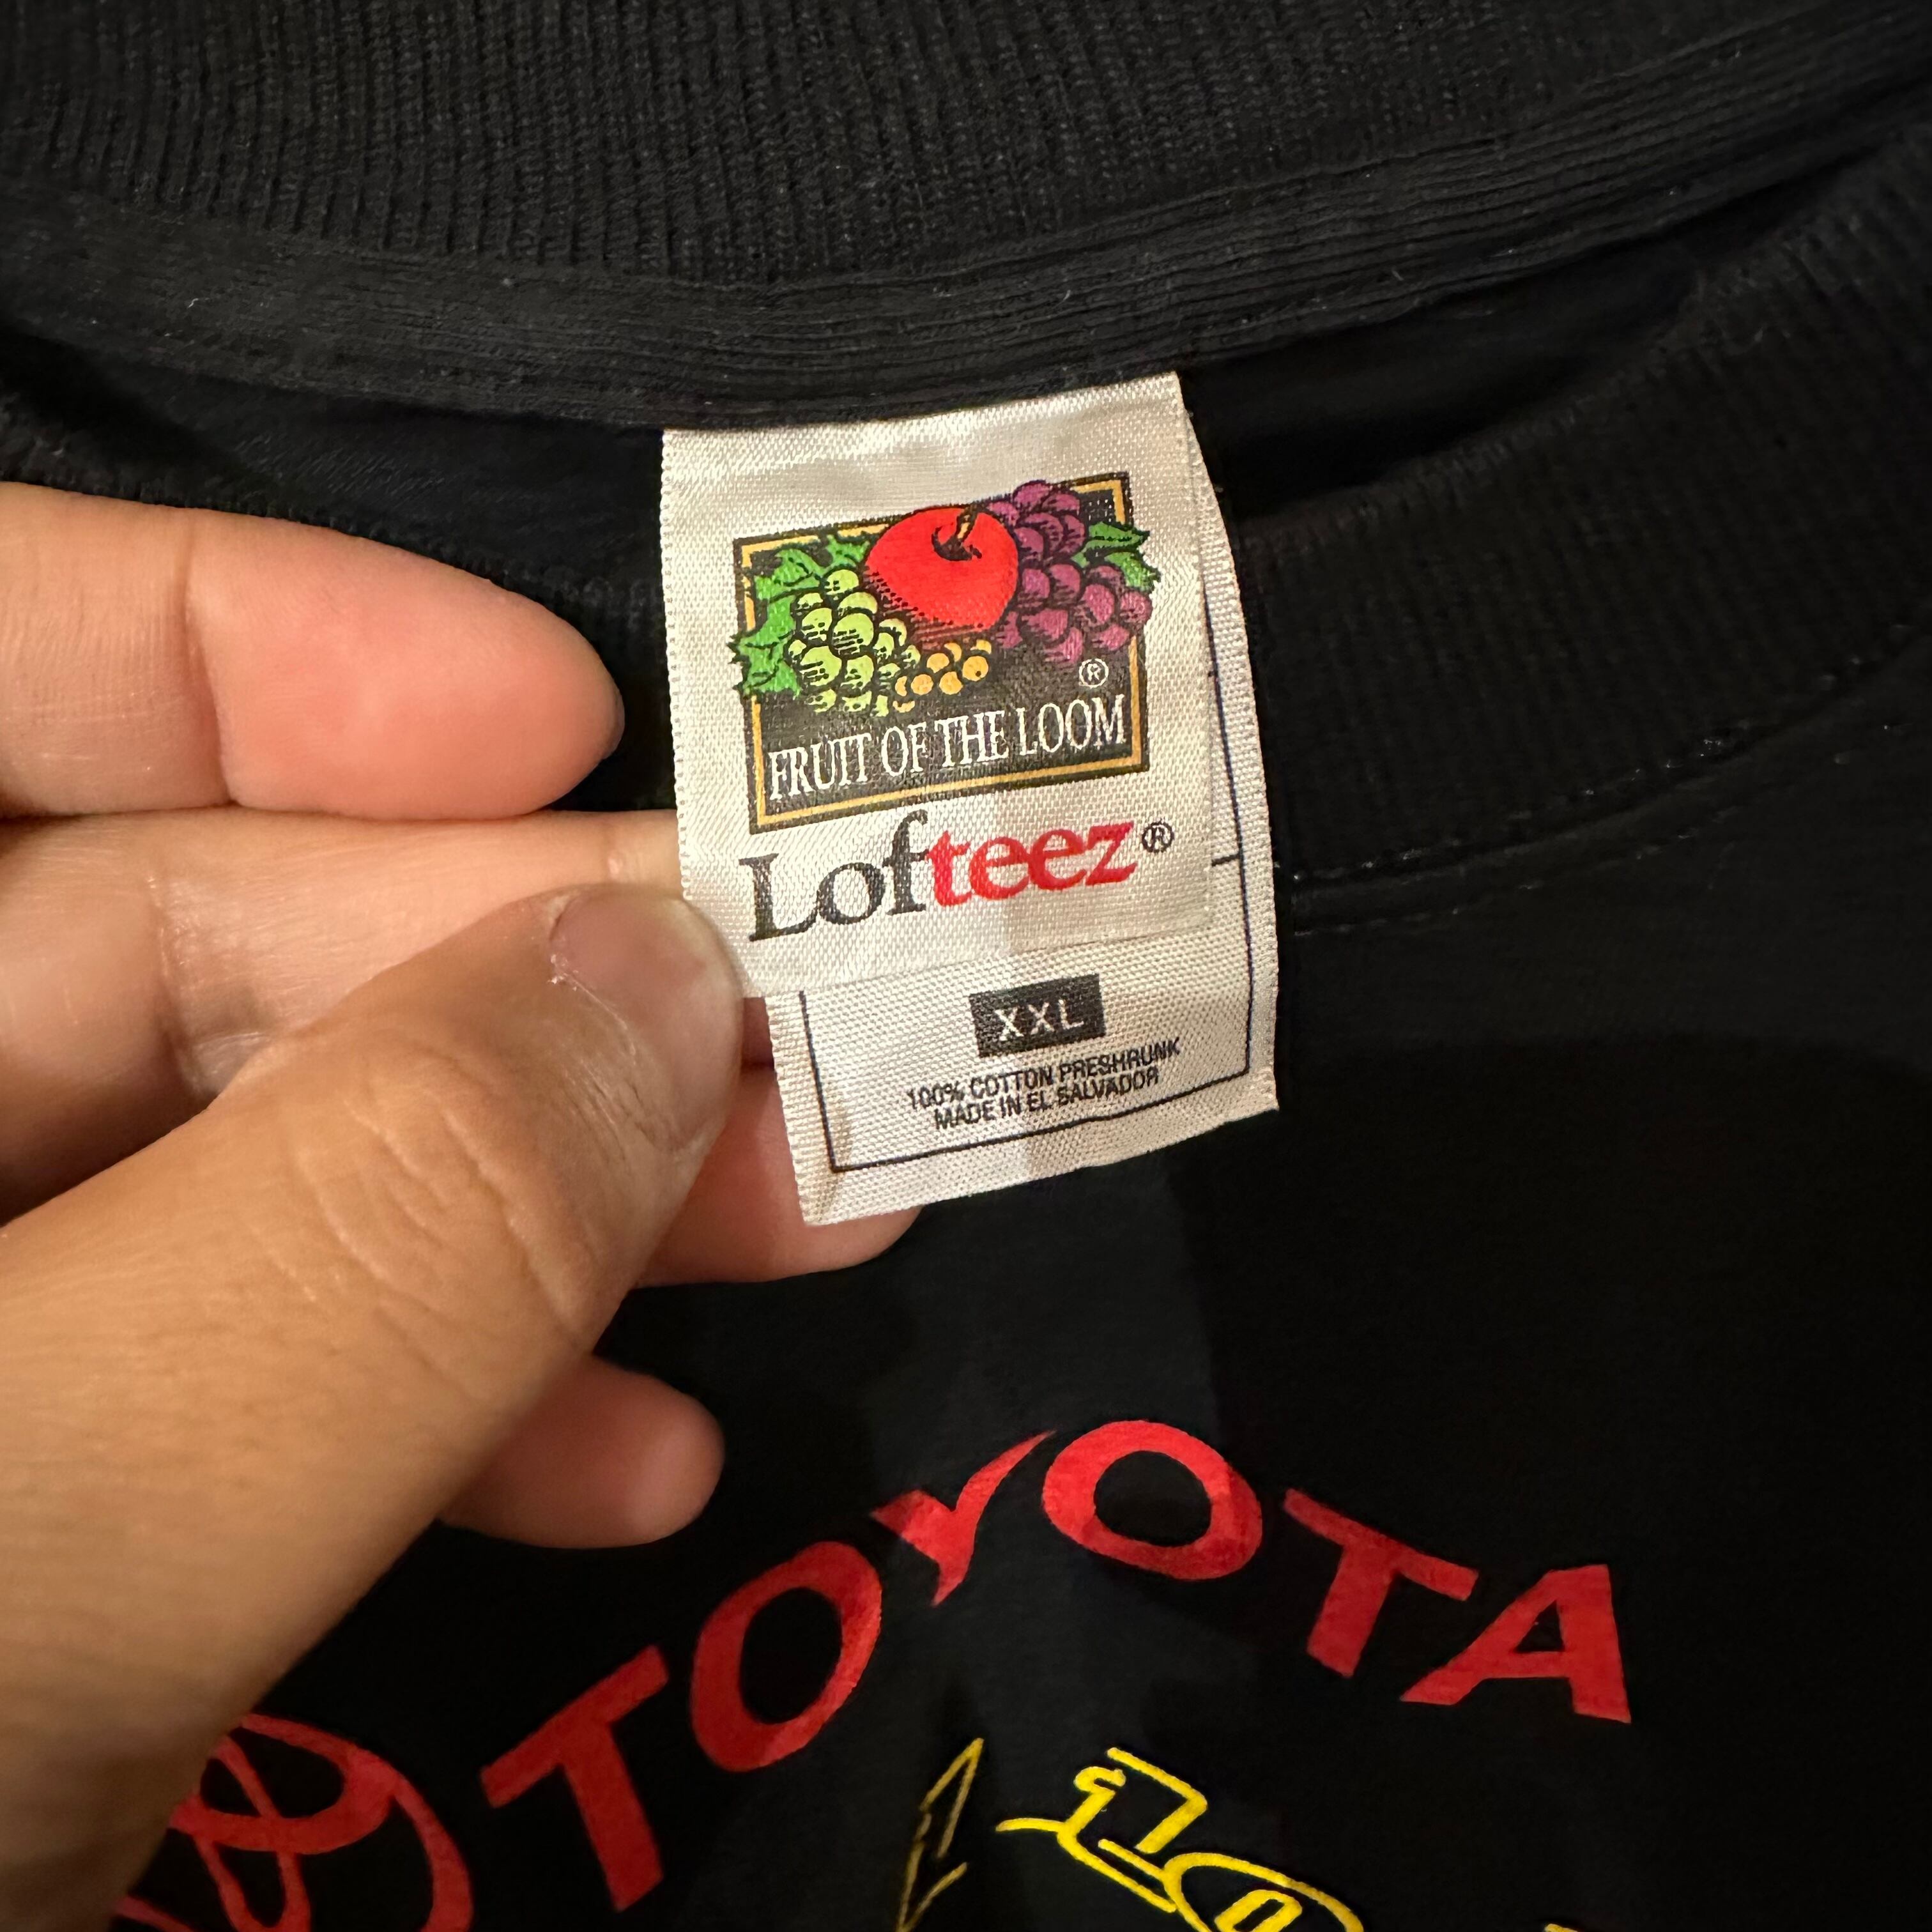 ®
FRUIT OF THE LOOM
Lofteez®
XXL
100% COTTON PRESHRUNK
MADE IN EL SALVADOR
TOYOTA